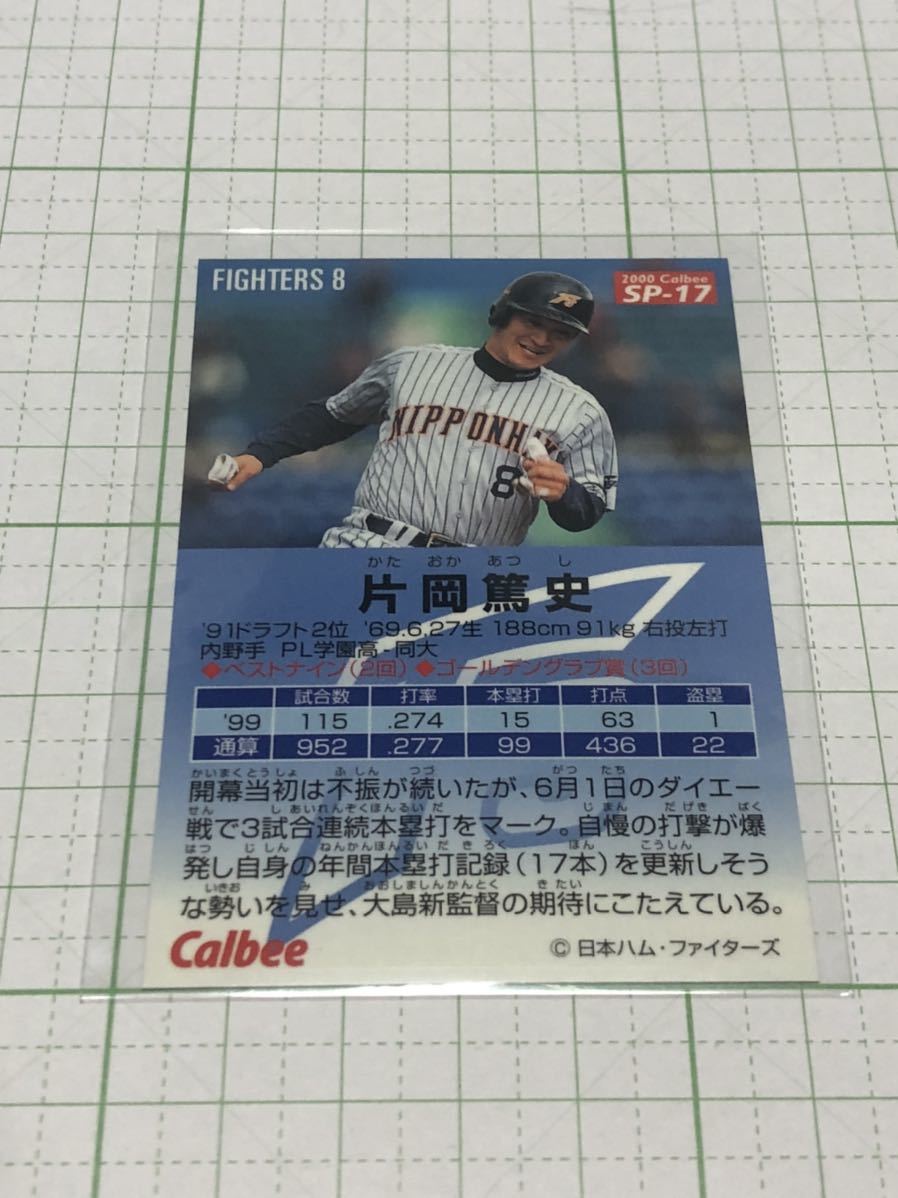 FIGHTERS 8
2000 Calbee
SP-17
NIPPONHA
8
かた おか あつ し
片岡篤史
'91ドラフト2位 '69.6.27生 188cm 91kg 右投左打
内野手 PL学園高-同大
◆ベストナイン(2回) ◆ゴールデングラブ賞(3回)
試合数 打率 本塁打 打点 盗塁
'99 115 .274 15 63 1
通算 952 .277 99 436 22
かいまくとうしょ ふしん つづ がつ たち
開幕当初は不振が続いたが、6月1日のダイエー
せん しあいれんぞくほんるいだ じまん だげき ばく
戦で3試合連続本塁打をマーク。自慢の打撃が爆
はつ じしん ねんかんほんるいだきろく ほん こうしん
発し自身の年間本塁打記録(17本)を更新しそう
いきお み おおしましんかんとく きたい
な勢いを見せ、大島新監督の期待にこたえている。
Calbee
© 日本ハム・ファイターズ